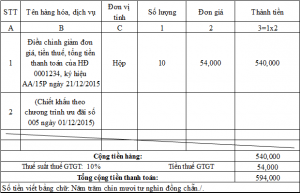 STT
Tên hàng hóa, dịch vụ
Đơn vị tính
Số lượng
Đơn giá
Thành tiền
A
B
C
1
2
3=1x2
1
Điều chỉnh giảm đơn
giá, tiền thuế, tổng tiền
thanh toán của HĐ
0001234, ký hiệu
AA/15P ngày 21/12/2015
Hộp
10
54,000
540,000
2
(Chiết khấu theo
chương trình ưu đãi số
005 ngày 01/12/2015)
Cộng tiền hàng:
540,000
Thuế suất thuế GTGT: 10%
Tiền thuế GTGT
54,000
Tổng cộng tiền thanh toán:
594,000
Số tiền viết bằng chữ: Năm trăm chín mươi tư nghìn đồng chẵn./.